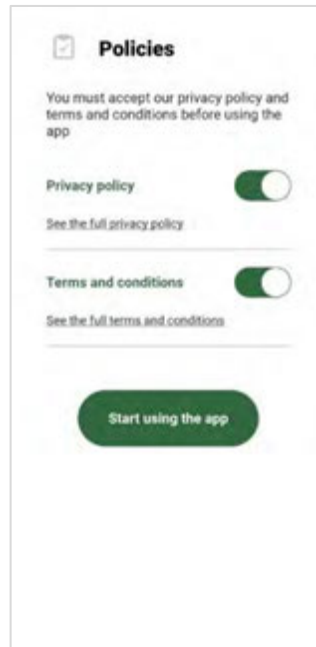 Policies
You must accept our privacy policy and
terms and conditions before using the
app
Privacy policy
See the full privacy policy
Terms and conditions
See the full terms and conditions
Start using the app